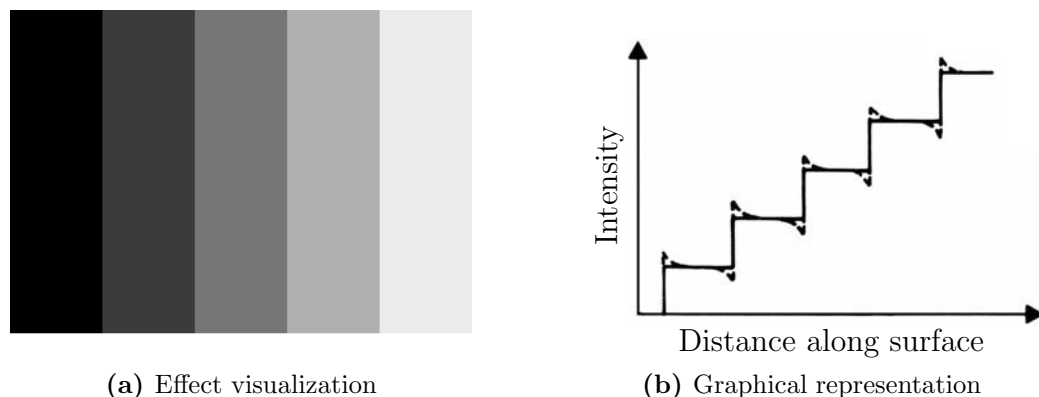 Intensity
Distance along surface
(a) Effect visualization
(b) Graphical representation